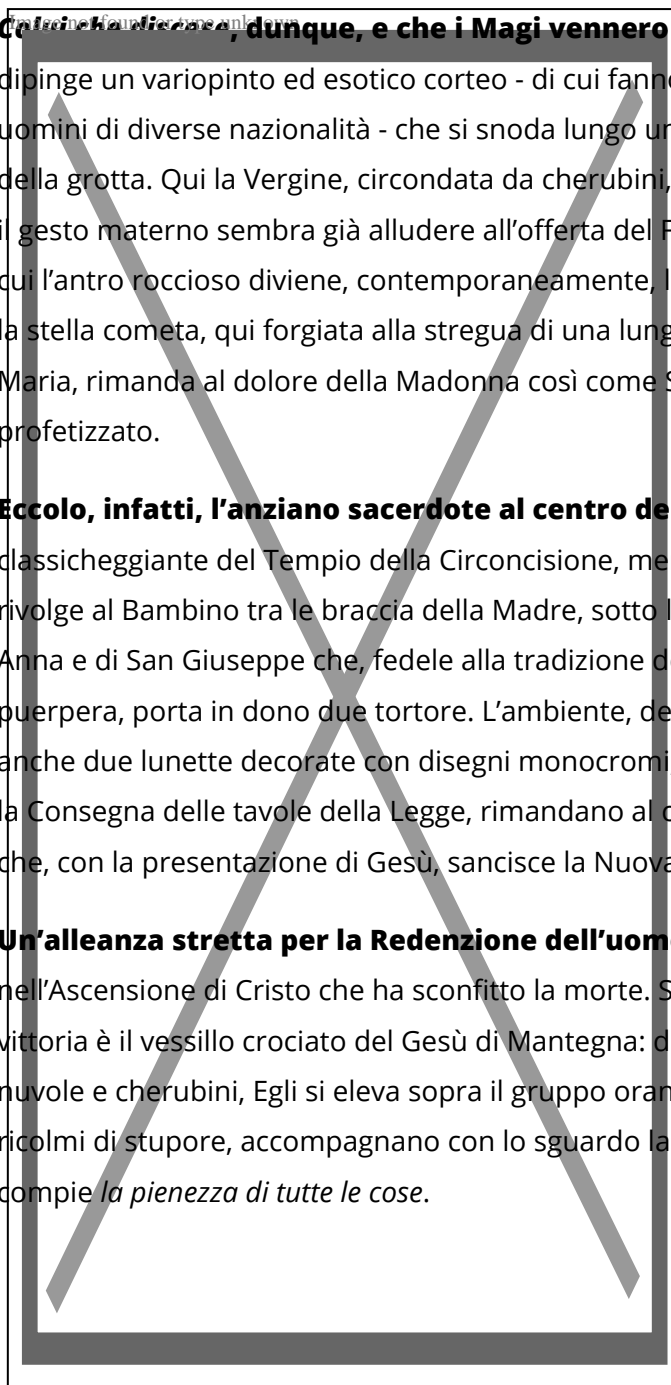 Image not found or type unknown
, dunque, e che i Magi vennero
dipinge un variopinto ed esotico corteo - di cui fann
uomini di diverse nazionalità - che si snoda lungo u
della grotta. Qui la Vergine, circondata da cherubini,
il gesto materno sembra già alludere all’offerta del F
cui l’antro roccioso diviene, contemporaneamente, l
la stella cometa, qui forgiata alla stregua di una lung
Maria, rimanda al dolore della Madonna così come S
profetizzato.
Eccolo, infatti, l’anziano sacerdote al centro de
classicheggiante del Tempio della Circoncisione, me
rivolge al Bambino tra le braccia della Madre, sotto l
Anna e di San Giuseppe che, fedele alla tradizione d
puerpera, porta in dono due tortore. L’ambiente, de
anche due lunette decorate con disegni monocromi
la Consegna delle tavole della Legge, rimandano al c
che, con la presentazione di Gesù, sancisce la Nuova
Un’alleanza stretta per la Redenzione dell’uom
nell’Ascensione di Cristo che ha sconfitto la morte. S
vittoria è il vessillo crociato del Gesù di Mantegna: d
nuvole e cherubini, Egli si eleva sopra il gruppo oran
ricolmi di stupore, accompagnano con lo sguardo la
compie la pienezza di tutte le cose.